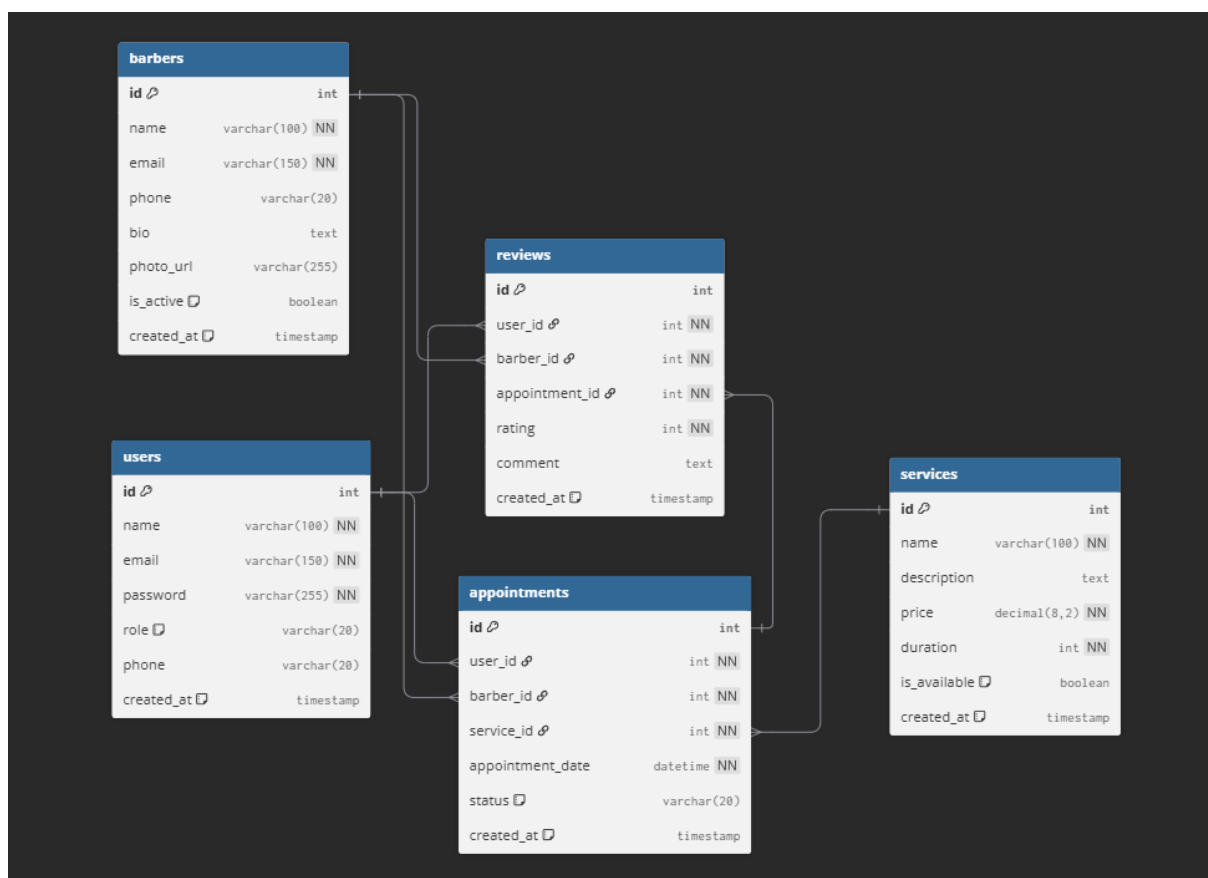 barbers
id int
name varchar(100) NN
email varchar(150) NN
phone varchar(20)
bio text
photo_url varchar(255)
is_active boolean
created_at timestamp
reviews
id int
user_id int NN
barber_id int NN
appointment_id int NN
rating int NN
comment text
created_at timestamp
users
id int
name varchar(100) NN
email varchar(150) NN
password varchar(255) NN
role varchar(20)
phone varchar(20)
created_at timestamp
services
id int
name varchar(100) NN
description text
price decimal(8,2) NN
duration int NN
is_available boolean
created_at timestamp
appointments
id int
user_id int NN
barber_id int NN
service_id int NN
appointment_date datetime NN
status varchar(20)
created_at timestamp